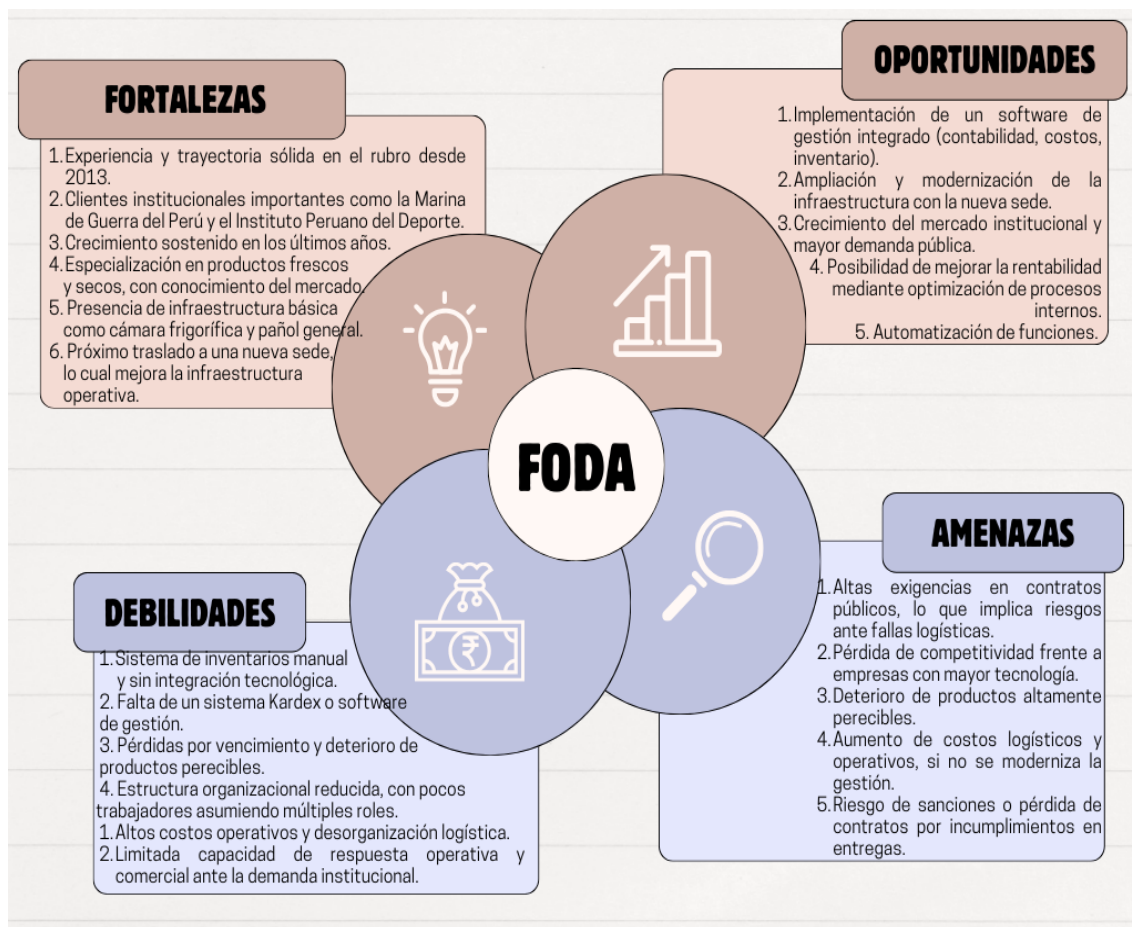 FORTALEZAS
1. Experiencia y trayectoria sólida en el rubro desde
2013.
2. Clientes institucionales importantes como la Marina
de Guerra del Perú y el Instituto Peruano del Deporte.
3. Crecimiento sostenido en los últimos años.
4. Especialización en productos frescos
y secos, con conocimiento del mercado.
5. Presencia de infraestructura básica
como cámara frigorífica y pañol general.
6. Próximo traslado a una nueva sede,
lo cual mejora la infraestructura
operativa.
OPORTUNIDADES
1. Implementación de un software de
gestión integrado (contabilidad, costos,
inventario).
2. Ampliación y modernización de la
infraestructura con la nueva sede.
3. Crecimiento del mercado institucional y
mayor demanda pública.
4. Posibilidad de mejorar la rentabilidad
mediante optimización de procesos
internos.
5. Automatización de funciones.
FODA
DEBILIDADES
1. Sistema de inventarios manual
y sin integración tecnológica.
2. Falta de un sistema Kardex o software
de gestión.
3. Pérdidas por vencimiento y deterioro de
productos perecibles.
4. Estructura organizacional reducida, con pocos
trabajadores asumiendo múltiples roles.
1. Altos costos operativos y desorganización logística.
2. Limitada capacidad de respuesta operativa y
comercial ante la demanda institucional.
₹
AMENAZAS
1. Altas exigencias en contratos
públicos, lo que implica riesgos
ante fallas logísticas.
2. Pérdida de competitividad frente a
empresas con mayor tecnología.
3. Deterioro de productos altamente
perecibles.
4. Aumento de costos logísticos y
operativos, si no se moderniza la
gestión.
5. Riesgo de sanciones o pérdida de
contratos por incumplimientos en
entregas.